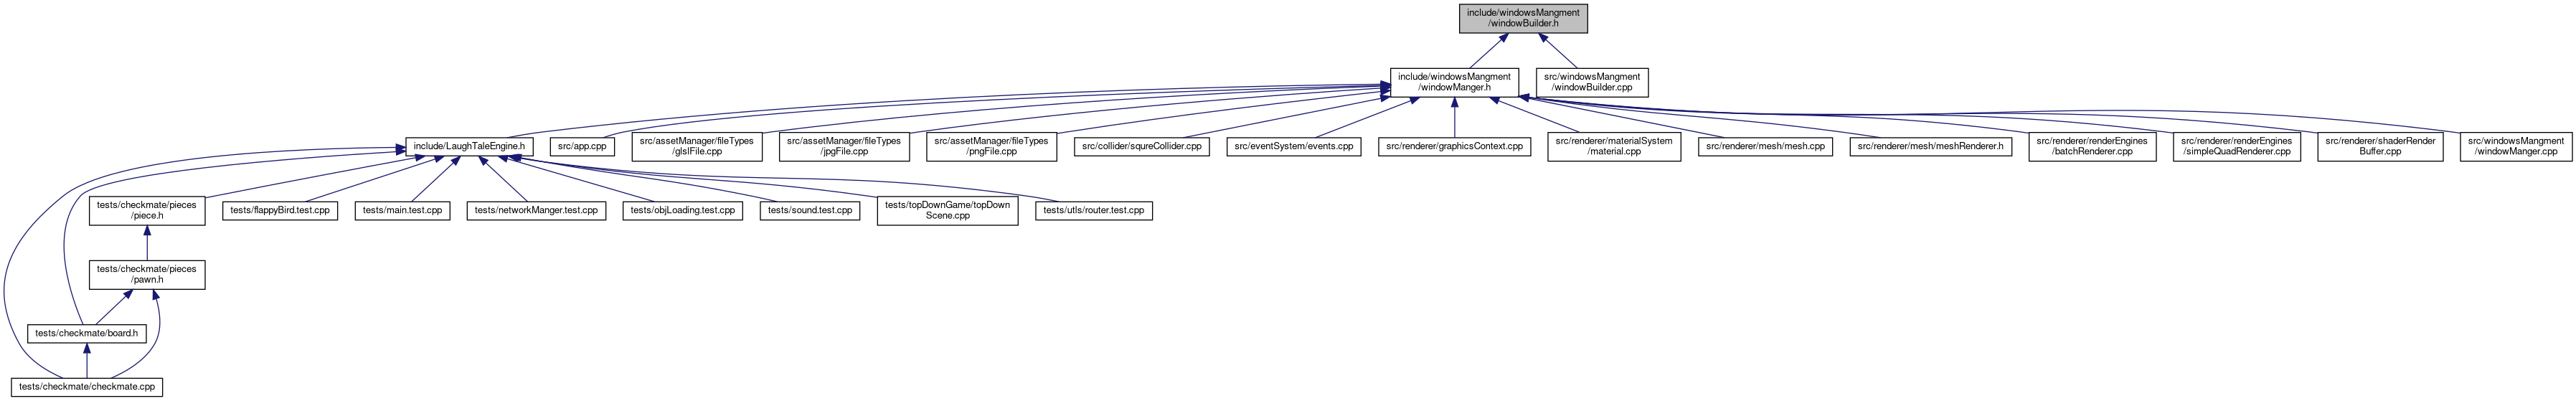 include/windowsMangment
/windowBuilder.h
include/windowsMangment
/windowManger.h
src/windowsMangment
/windowBuilder.cpp
include/LaughTaleEngine.h
src/app.cpp
src/assetManager/fileTypes
/glslFile.cpp
src/assetManager/fileTypes
/jpgFile.cpp
src/assetManager/fileTypes
/pngFile.cpp
src/collider/squreCollider.cpp
src/eventSystem/events.cpp
src/renderer/graphicsContext.cpp
src/renderer/materialSystem
/material.cpp
src/renderer/mesh/mesh.cpp
src/renderer/mesh/meshRenderer.h
src/renderer/renderEngines
/batchRenderer.cpp
src/renderer/renderEngines
/simpleQuadRenderer.cpp
src/renderer/shaderRender
Buffer.cpp
src/windowsMangment
/windowManger.cpp
tests/checkmate/pieces
/piece.h
tests/flappyBird.test.cpp
tests/main.test.cpp
tests/networkManger.test.cpp
tests/objLoading.test.cpp
tests/sound.test.cpp
tests/topDownGame/topDown
Scene.cpp
tests/utls/router.test.cpp
tests/checkmate/pieces
/pawn.h
tests/checkmate/board.h
tests/checkmate/checkmate.cpp